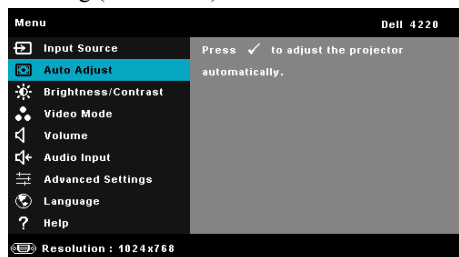 Menu
Dell 4220
Input Source
Auto Adjust
Brightness/Contrast
Video Mode
Volume
Audio Input
Advanced Settings
Language
Help
Press ✓ to adjust the projector
automatically.
Resolution : 1024x768